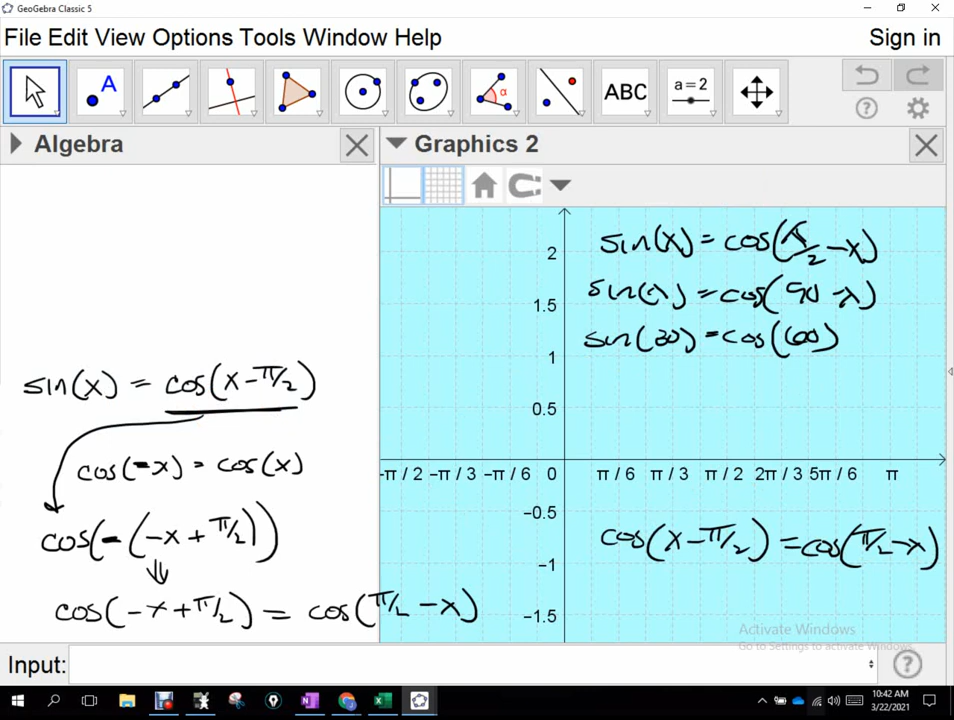 GeoGebra Classic 5
File Edit View Options Tools Window Help
Sign in
A
α
ABC
a = 2
Algebra
Graphics 2
sin(x) = cos(π/2 - x)
sin(x) = cos(90 - x)
sin(30) = cos(60)
sin(x) = cos(x - π/2)
cos(-x) = cos(x)
cos(-(-x + π/2))
⇓
cos(-x + π/2) = cos(π/2 - x)
2
1.5
1
0.5
0
-π / 2 −π / 3 −π / 6 π / 6 π / 3 π / 2 2π / 3 5π / 6 π
−0.5
−1
−1.5
cos(x - π/2) = cos(π/2 - x)
Activate Windows
Go to Settings to activate Windows.
Input:
10:42 AM
3/22/2021